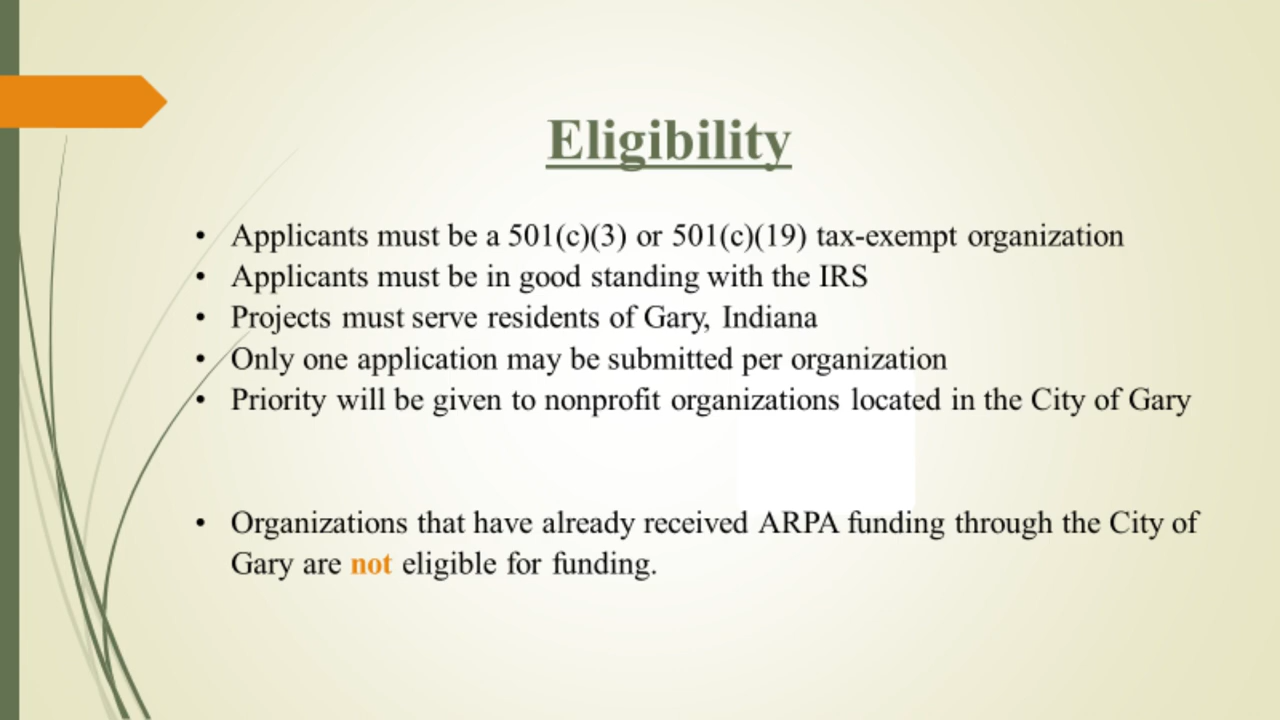 Eligibility
• Applicants must be a 501(c)(3) or 501(c)(19) tax-exempt organization
• Applicants must be in good standing with the IRS
• Projects must serve residents of Gary, Indiana
• Only one application may be submitted per organization
• Priority will be given to nonprofit organizations located in the City of Gary
• Organizations that have already received ARPA funding through the City of
Gary are not eligible for funding.